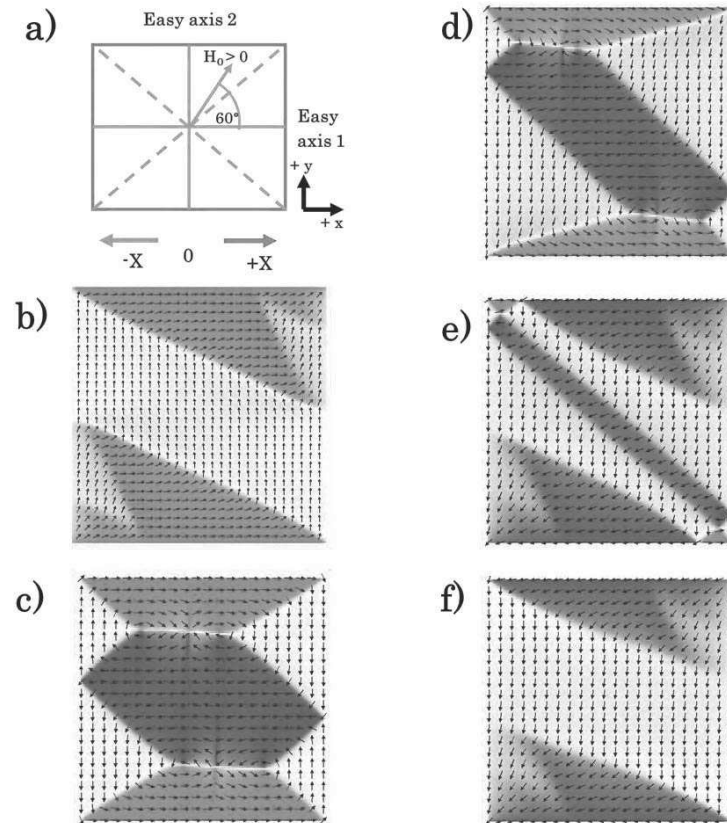 a)
Easy axis 2
H₀ > 0
60°
Easy
axis 1
+ y
+ x
-X 0 +X
b)
c)
d)
e)
f)